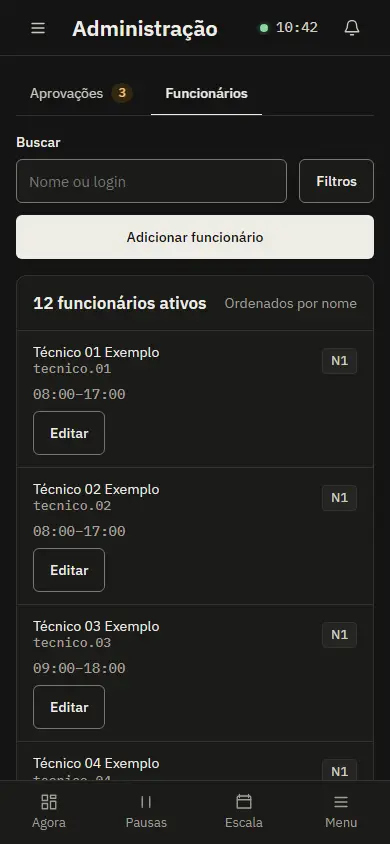 Administração
10:42
Aprovações 3
Funcionários
Buscar
Nome ou login
Filtros
Adicionar funcionário
12 funcionários ativos
Ordenados por nome
Técnico 01 Exemplo
tecnico.01
N1
08:00–17:00
Editar
Técnico 02 Exemplo
tecnico.02
N1
08:00–17:00
Editar
Técnico 03 Exemplo
tecnico.03
N1
09:00–18:00
Editar
Técnico 04 Exemplo
tecnico.04
N1
Agora
Pausas
Escala
Menu